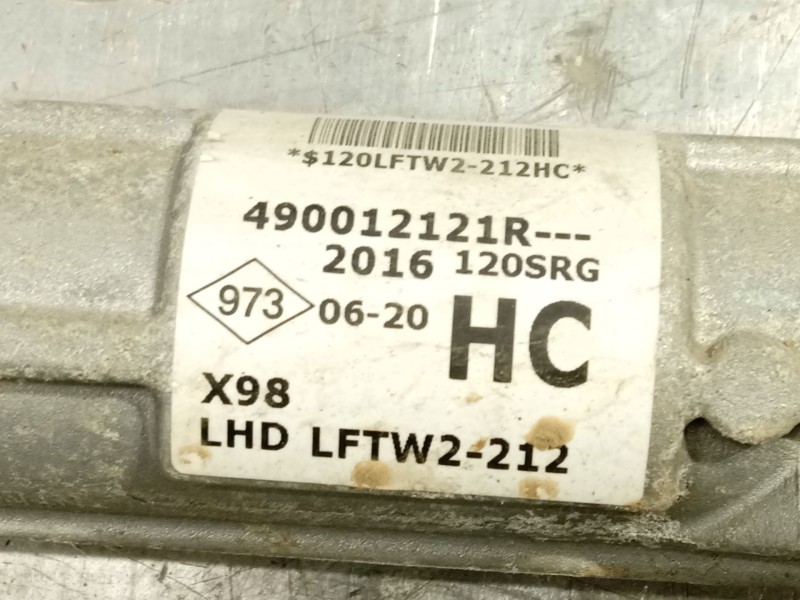 *$120LFTW2-212HC*
490012121R---
2016 120SRG
973 06-20 HC
X98
LHD LFTW2-212